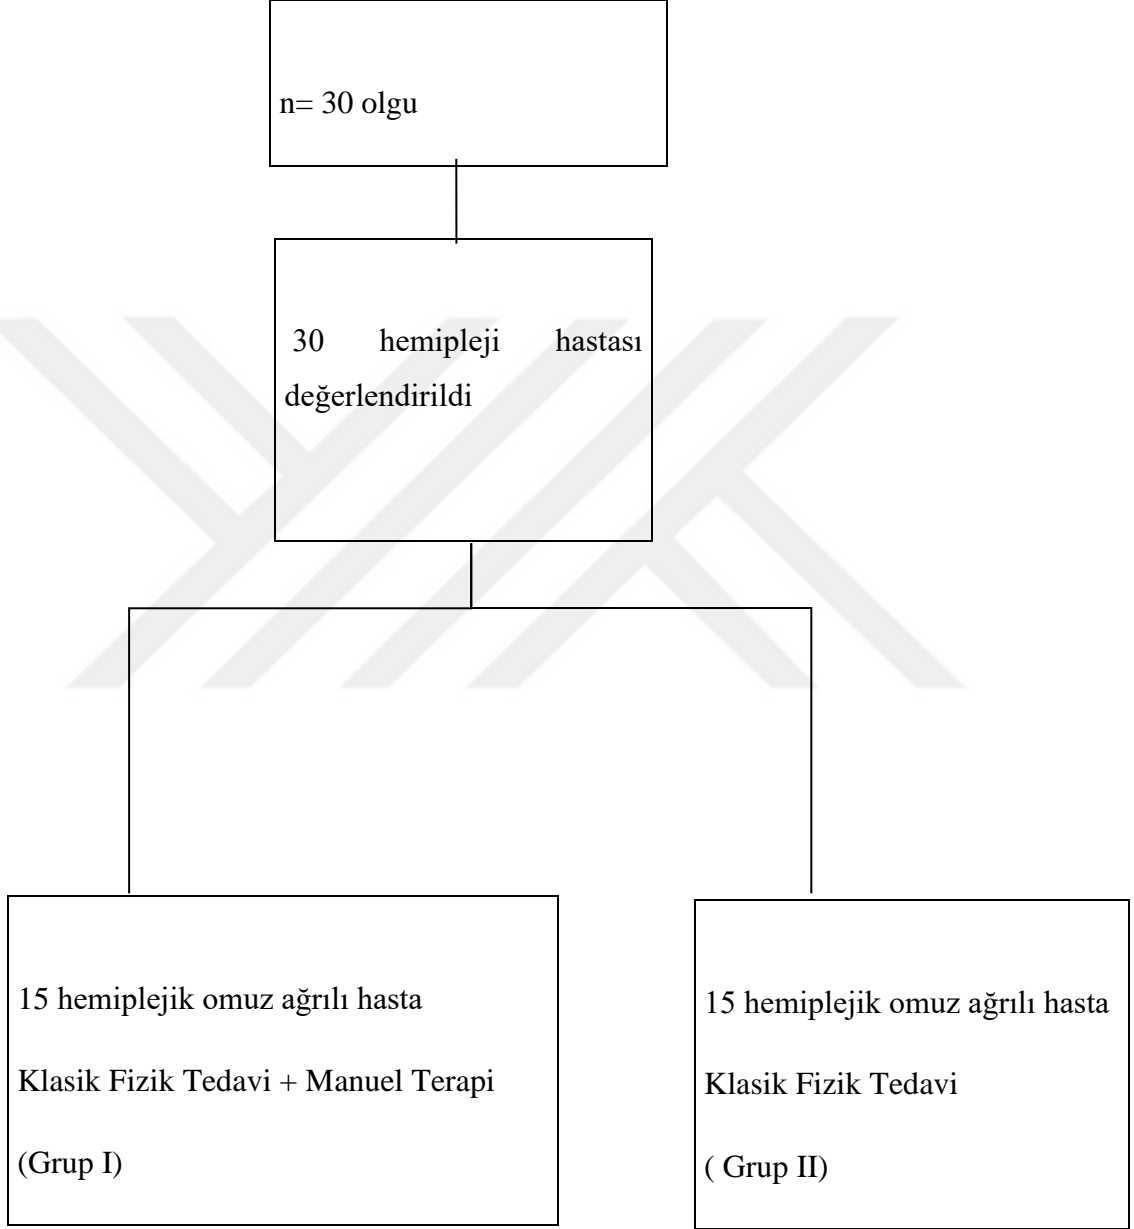 n= 30 olgu
30 hemipleji hastası
değerlendirildi
15 hemiplejik omuz ağrılı hasta
Klasik Fizik Tedavi + Manuel Terapi
(Grup I)
15 hemiplejik omuz ağrılı hasta
Klasik Fizik Tedavi
( Grup II)